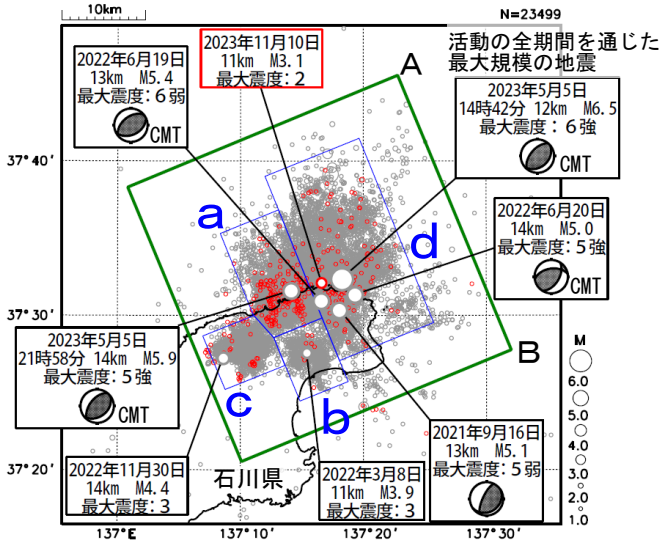 10km
N=23499
2022年6月19日
13km M5.4
最大震度：6弱
CMT
2023年11月10日
11km M3.1
最大震度：2
活動の全期間を通じた
最大規模の地震
2023年5月5日
14時42分 12km M6.5
最大震度：6強
CMT
2022年6月20日
14km M5.0
最大震度：5強
CMT
A
a
d
B
c
b
37°40'
37°30'
37°20'
2023年5月5日
21時58分 14km M5.9
最大震度：5強
CMT
2022年11月30日
14km M4.4
最大震度：3
石川県
2022年3月8日
11km M3.9
最大震度：3
2021年9月16日
13km M5.1
最大震度：5弱
M
6.0
5.0
4.0
3.0
2.0
1.0
137°E
137°10'
137°20'
137°30'